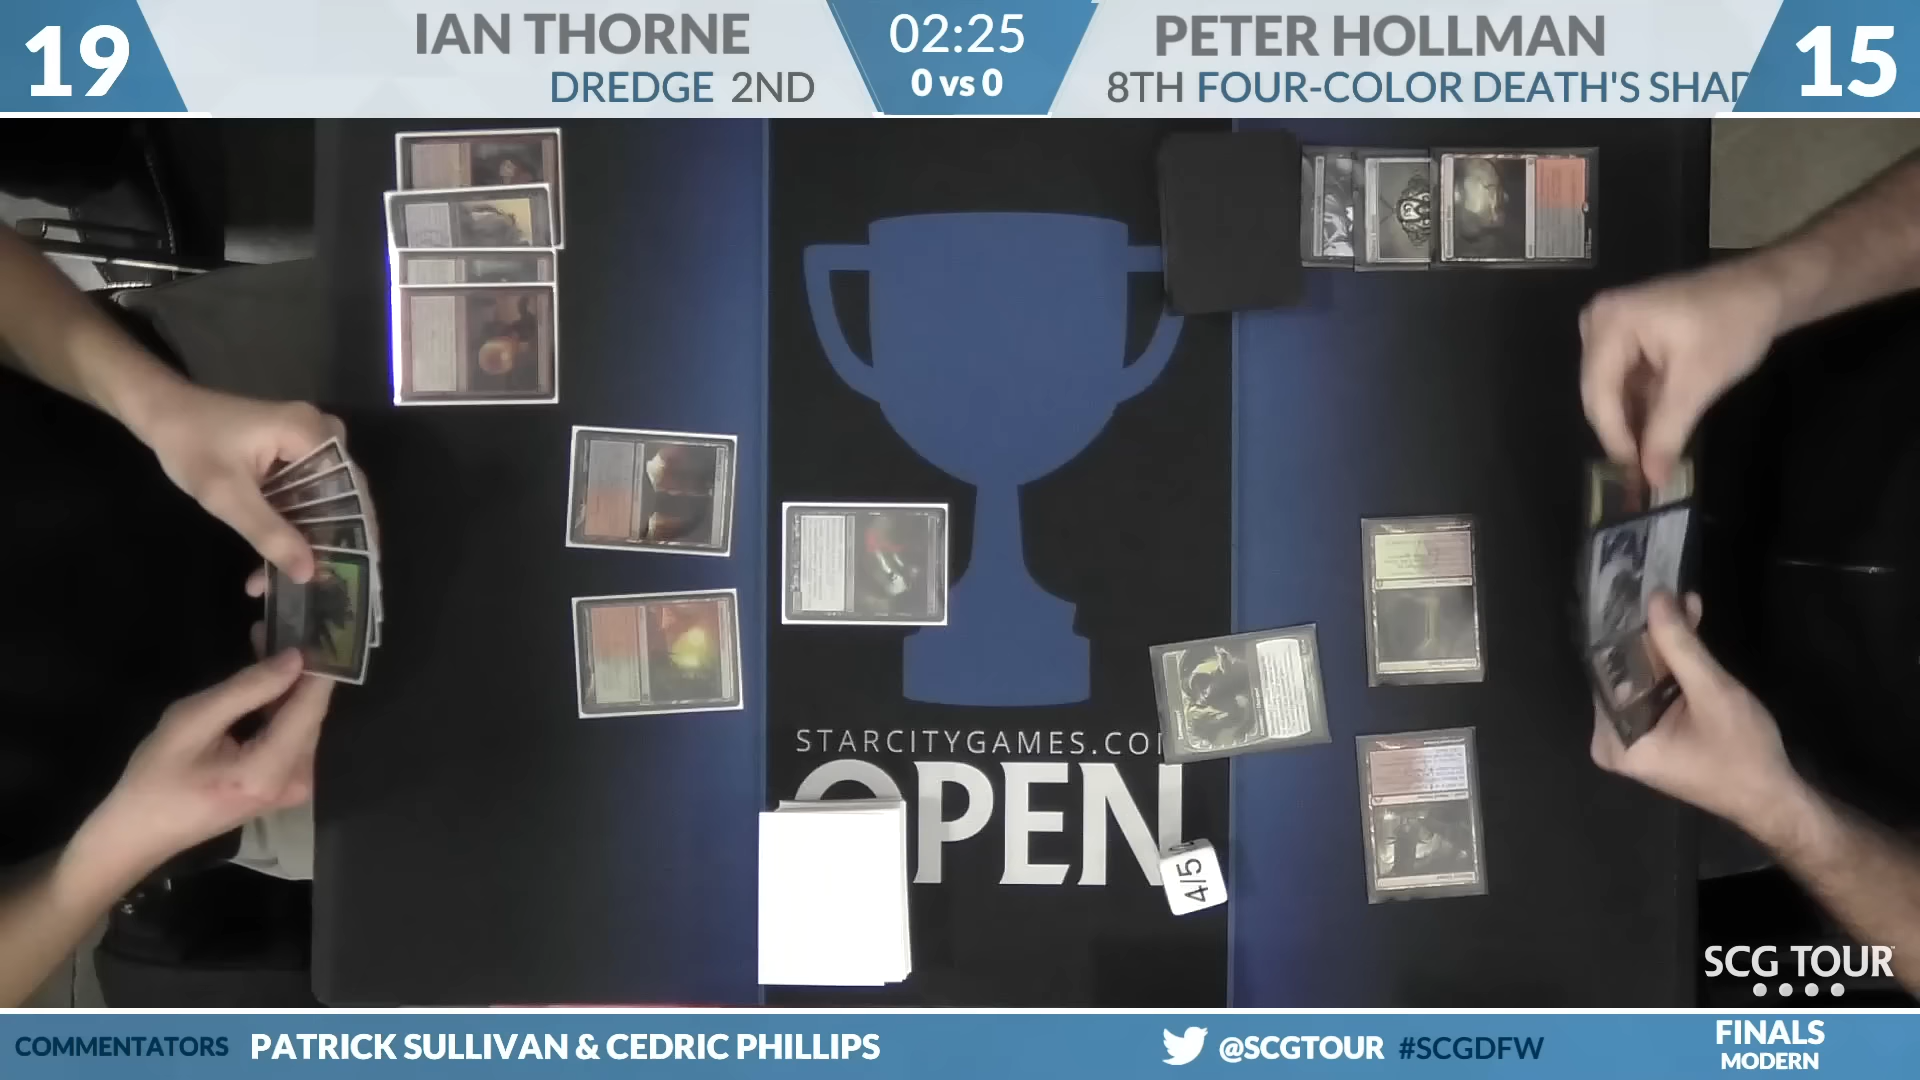 19
IAN THORNE
DREDGE 2ND
02:25
0 vs 0
PETER HOLLMAN
8TH FOUR-COLOR DEATH'S SHAD
15
STARCITYGAMES.CO
OPEN
4/5
SCG TOUR
COMMENTATORS PATRICK SULLIVAN & CEDRIC PHILLIPS
@SCGTOUR #SCGDFW
FINALS
MODERN